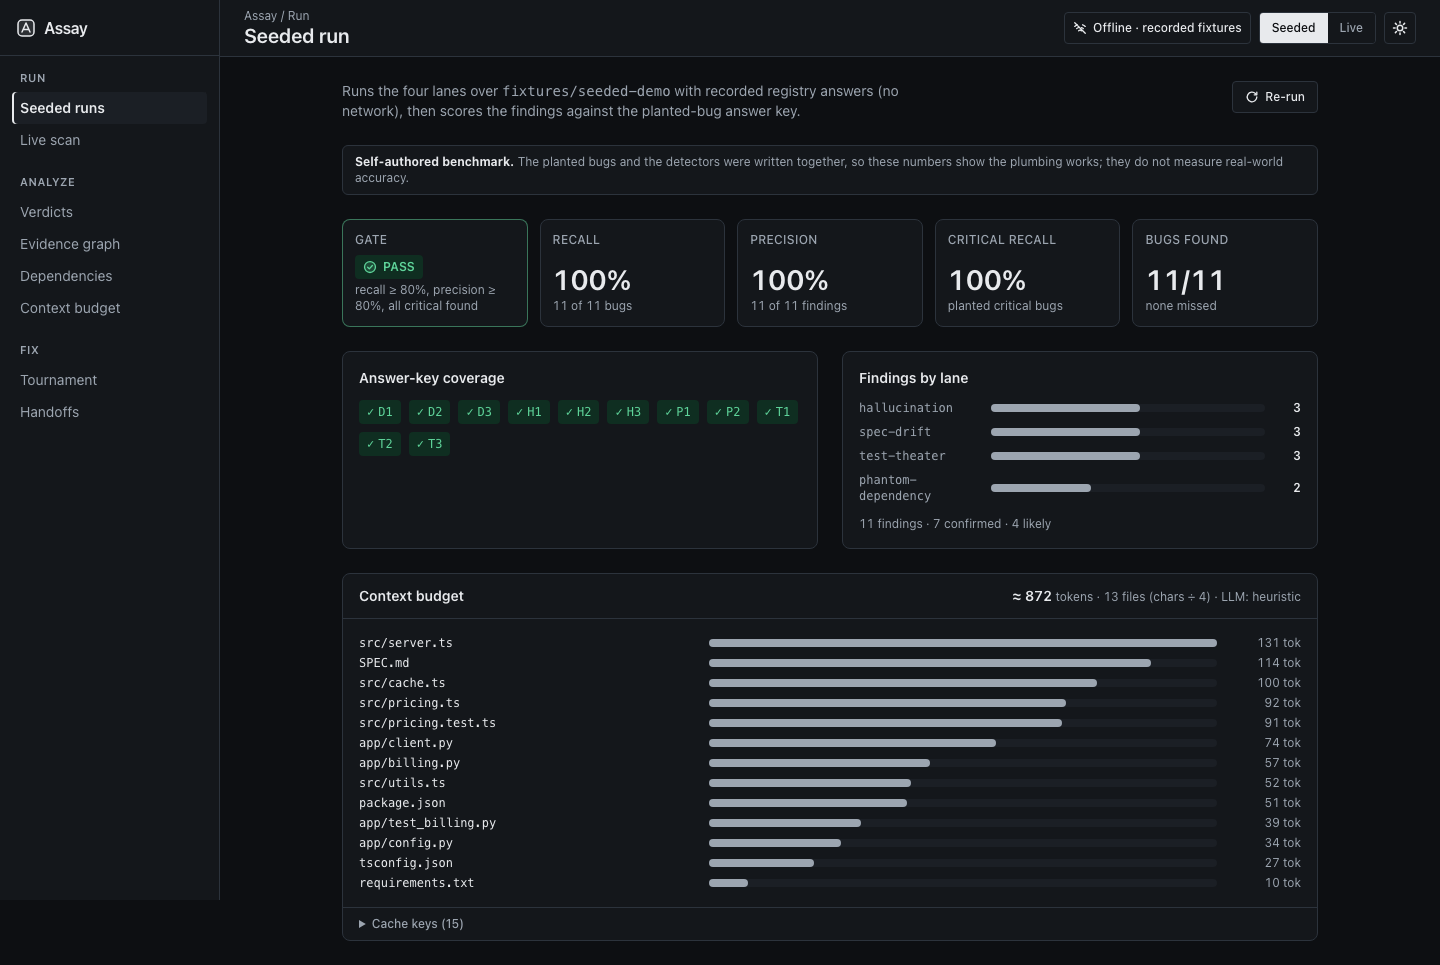 Assay
RUN
Seeded runs
Live scan
ANALYZE
Verdicts
Evidence graph
Dependencies
Context budget
FIX
Tournament
Handoffs
Assay / Run
Seeded run
Offline · recorded fixtures
Seeded
Live
Runs the four lanes over fixtures/seeded-demo with recorded registry answers (no
network), then scores the findings against the planted-bug answer key.
Re-run
Self-authored benchmark. The planted bugs and the detectors were written together, so these numbers show the plumbing works; they do not measure real-world
accuracy.
GATE
PASS
recall ≥ 80%, precision ≥
80%, all critical found
RECALL
100%
11 of 11 bugs
PRECISION
100%
11 of 11 findings
CRITICAL RECALL
100%
planted critical bugs
BUGS FOUND
11/11
none missed
Answer-key coverage
✓ D1 ✓ D2 ✓ D3 ✓ H1 ✓ H2 ✓ H3 ✓ P1 ✓ P2 ✓ T1
✓ T2 ✓ T3
Findings by lane
hallucination 3
spec-drift 3
test-theater 3
phantom-
dependency 2
11 findings · 7 confirmed · 4 likely
Context budget
≈ 872 tokens · 13 files (chars ÷ 4) · LLM: heuristic
src/server.ts 131 tok
SPEC.md 114 tok
src/cache.ts 100 tok
src/pricing.ts 92 tok
src/pricing.test.ts 91 tok
app/client.py 74 tok
app/billing.py 57 tok
src/utils.ts 52 tok
package.json 51 tok
app/test_billing.py 39 tok
app/config.py 34 tok
tsconfig.json 27 tok
requirements.txt 10 tok
Cache keys (15)